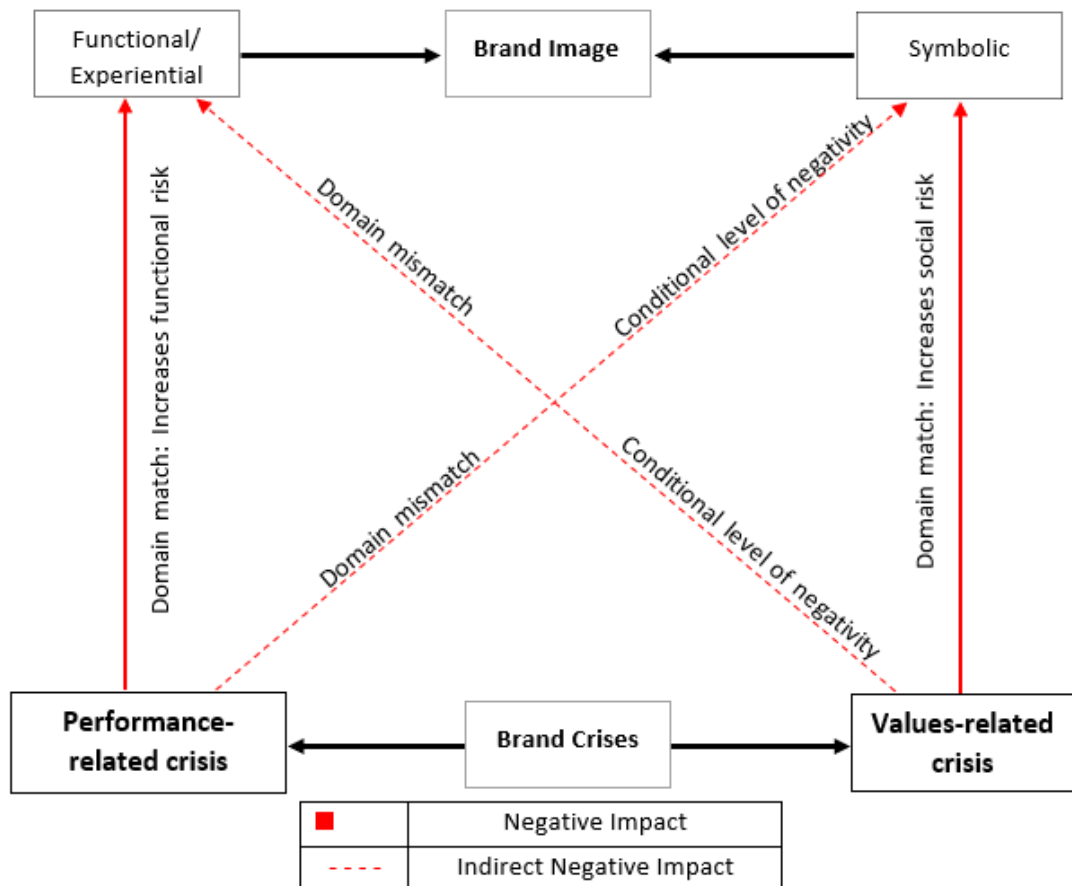 Functional/
Experiential
Brand Image
Symbolic
Domain match:  Increases functional risk
Domain mismatch
Conditional level of negativity
Domain match:  Increases social risk
Domain mismatch
Conditional level of negativity
Performance-
related crisis
Brand Crises
Values-related
crisis
Negative Impact
Indirect Negative Impact